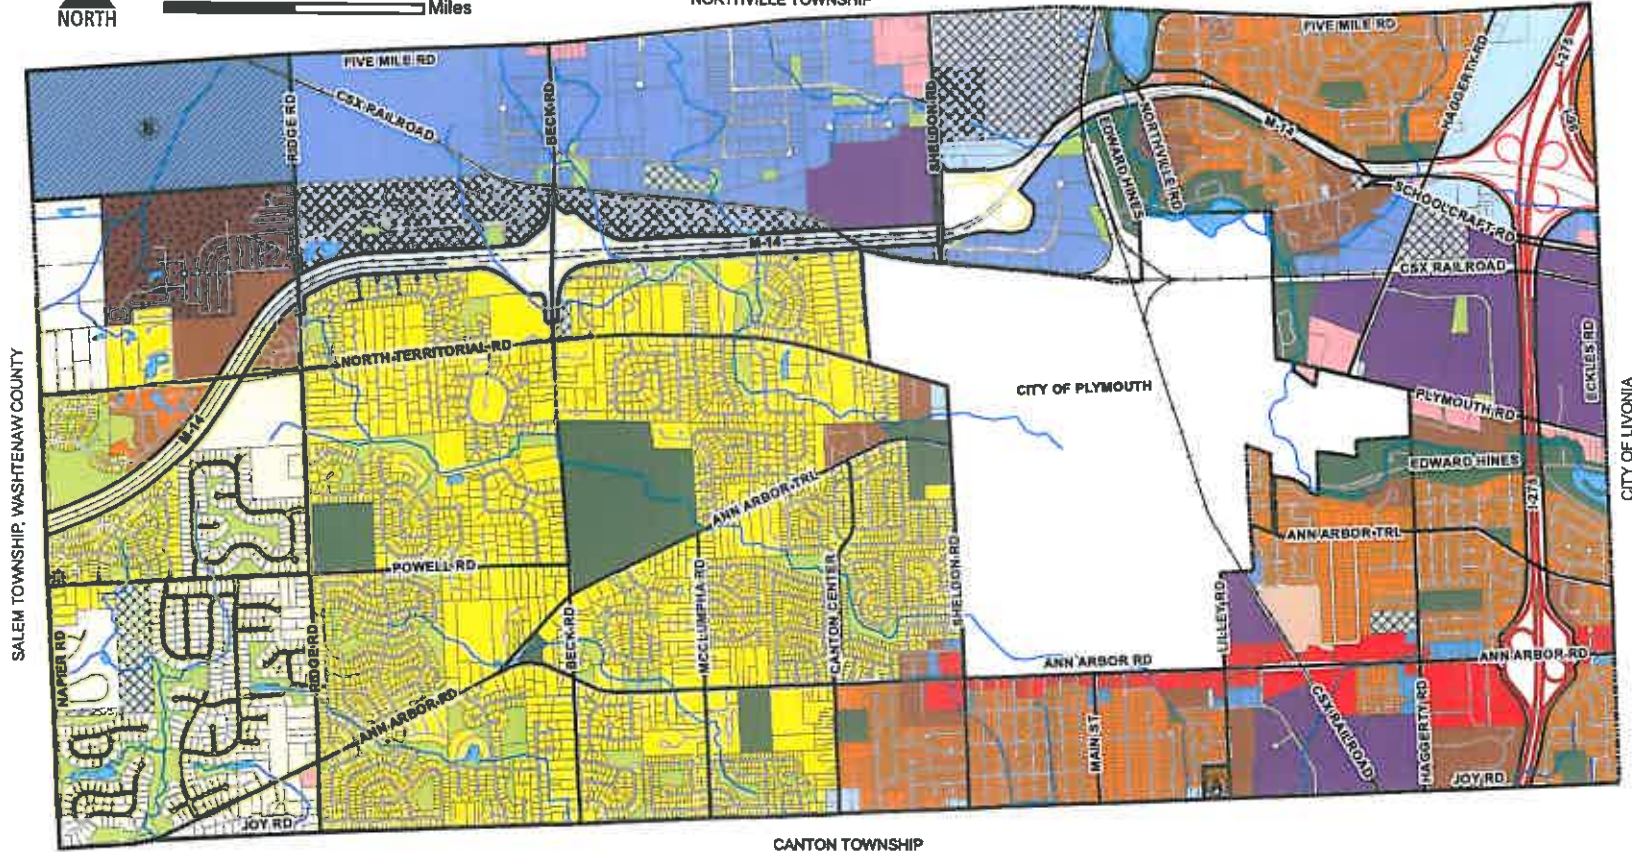 NORTH
Miles
NORTHVILLE TOWNSHIP
FIVE MILE RD
FIVE MILE RD
I-275
HAGGERTY RD
RIDGE RD
CSX RAILROAD
BECK RD
SHELDON RD
EDWARD HINES
NORTHVILLE RD
M-14
SCHOOLCRAFT RD
M-14
CSX RAILROAD
NORTH TERRITORIAL RD
CITY OF PLYMOUTH
ECKLES RD
PLYMOUTH RD
SALEM TOWNSHIP, WASHTENAW COUNTY
CITY OF LIVONIA
M-14
EDWARD HINES
ANN ARBOR TRL
I-275
ANN ARBOR TRL
POWELL RD
NAPIER RD
RIDGE RD
BECK RD
MCCLUMPHA RD
CANTON CENTER
SHELDON RD
LILLEY RD
ANN ARBOR RD
ANN ARBOR RD
ANN ARBOR RD
MAIN ST
CSX RAILROAD
HAGGERTY RD
JOY RD
JOY RD
CANTON TOWNSHIP